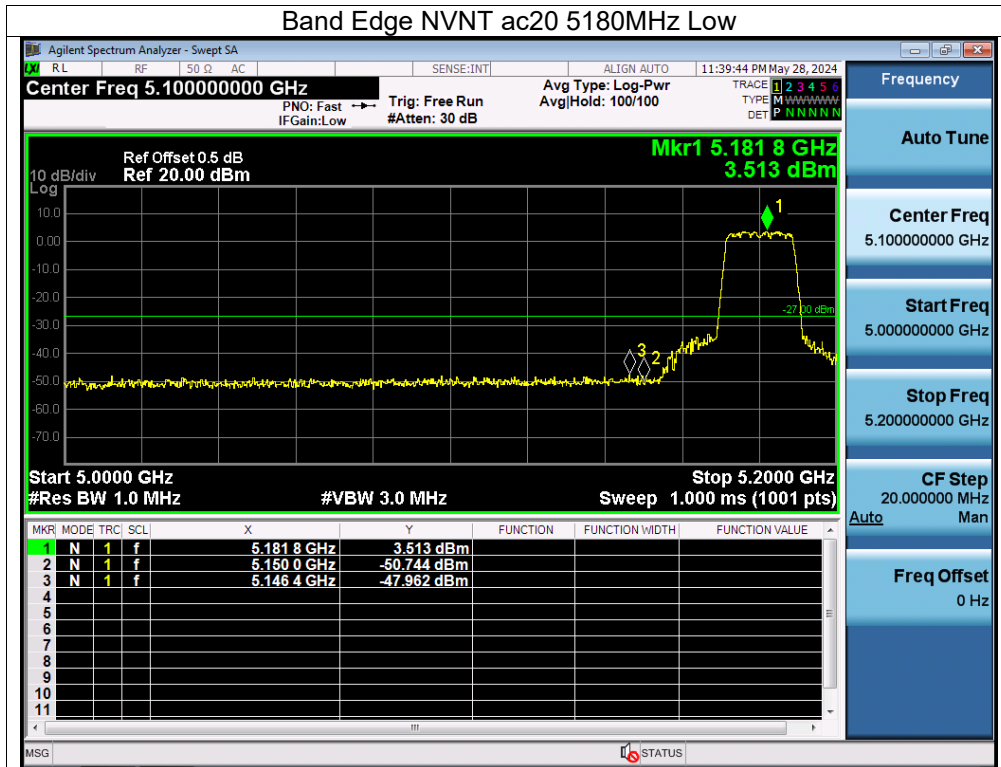 Band Edge NVNT ac20 5180MHz Low
Agilent Spectrum Analyzer - Swept SA
LXI RL RF 50 Ω AC SENSE:INT ALIGN AUTO 11:39:44 PM May 28, 2024
Center Freq 5.100000000 GHz
PNO: Fast
IFGain:Low
Trig: Free Run
#Atten: 30 dB
Avg Type: Log-Pwr
Avg|Hold: 100/100
TRACE 1 2 3 4 5 6
TYPE M WWWWW
DET P N N N N N
Frequency
Auto Tune
Center Freq
5.100000000 GHz
Start Freq
5.000000000 GHz
Stop Freq
5.200000000 GHz
CF Step
20.000000 MHz
Auto Man
Freq Offset
0 Hz
Mkr1 5.181 8 GHz
3.513 dBm
Ref Offset 0.5 dB
10 dB/div Ref 20.00 dBm
Log
10.0
0.00
-10.0
-20.0
-30.0
-40.0
-50.0
-60.0
-70.0
1
-27.00 dBm
3
2
Start 5.0000 GHz Stop 5.2000 GHz
#Res BW 1.0 MHz #VBW 3.0 MHz Sweep 1.000 ms (1001 pts)
MKR MODE TRC SCL X Y FUNCTION FUNCTION WIDTH FUNCTION VALUE
1 N 1 f 5.181 8 GHz 3.513 dBm
2 N 1 f 5.150 0 GHz -50.744 dBm
3 N 1 f 5.146 4 GHz -47.962 dBm
4
5
6
7
8
9
10
11
MSG STATUS